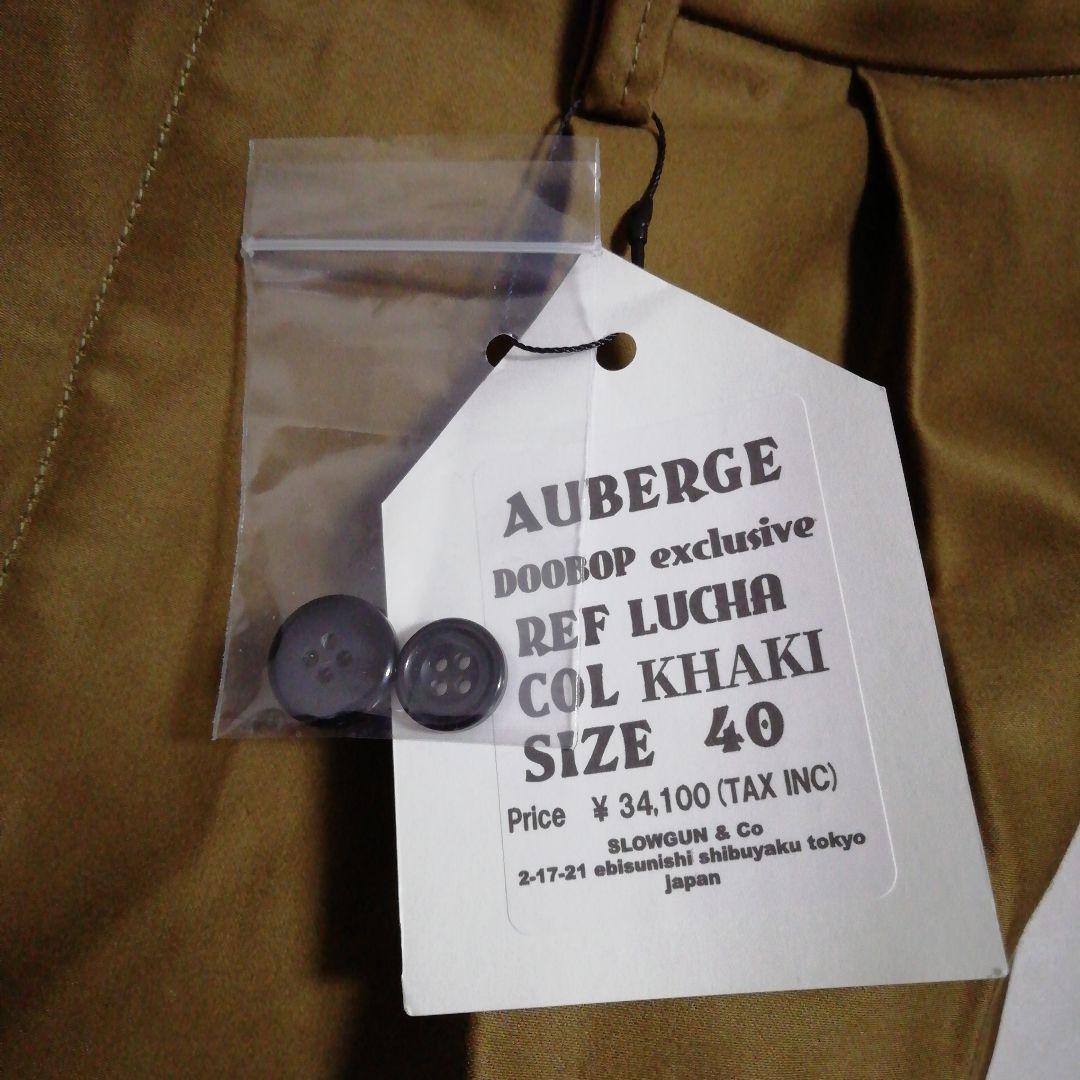 AUBERGE
DOOBOP exclusive
REF LUCHA
COL KHAKI
SIZE 40
Price ¥ 34,100 (TAX INC)
SLOWGUN & Co
2-17-21 ebisunishi shibuyaku tokyo
japan